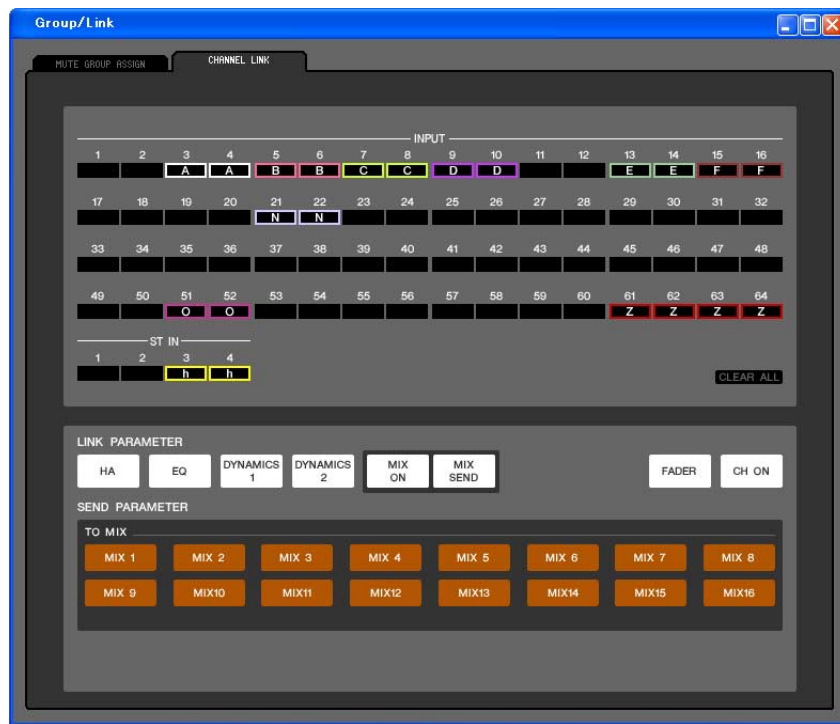 Group/Link
MUTE GROUP ASSIGN
CHANNEL LINK
INPUT
1 2 3 4 5 6 7 8 9 10 11 12 13 14 15 16
A A B B C C D D E E F F
17 18 19 20 21 22 23 24 25 26 27 28 29 30 31 32
N N
33 34 35 36 37 38 39 40 41 42 43 44 45 46 47 48
49 50 51 52 53 54 55 56 57 58 59 60 61 62 63 64
O O Z Z Z Z
ST IN
1 2 3 4
h h
CLEAR ALL
LINK PARAMETER
HA
EQ
DYNAMICS
1
DYNAMICS
2
MIX
ON
MIX
SEND
FADER
CH ON
SEND PARAMETER
TO MIX
MIX 1 MIX 2 MIX 3 MIX 4 MIX 5 MIX 6 MIX 7 MIX 8
MIX 9 MIX10 MIX11 MIX12 MIX13 MIX14 MIX15 MIX16